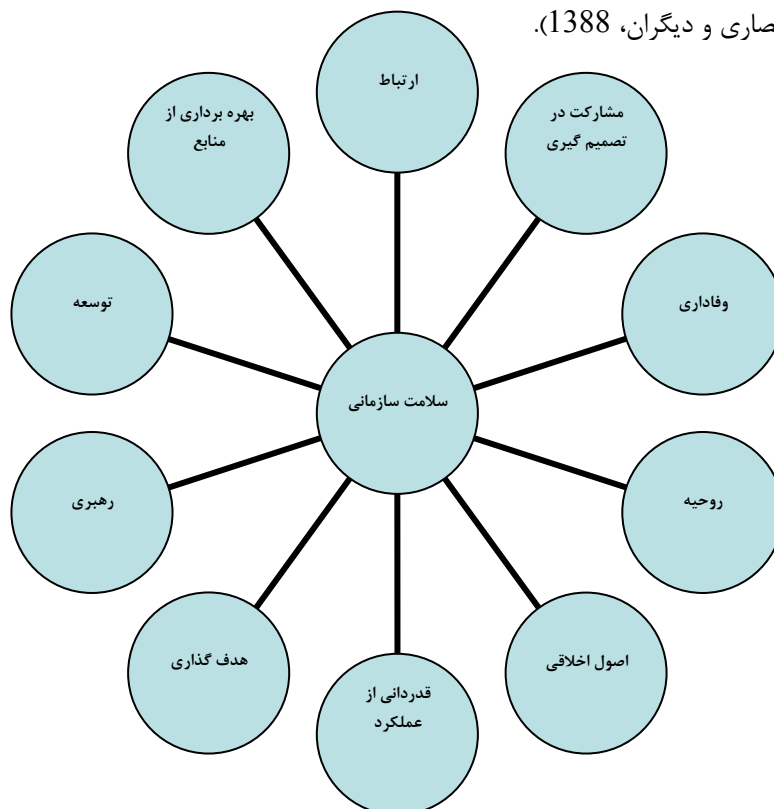 صاری و دیگران، 1388).
ارتباط
مشارکت در
تصمیم گیری
وفاداری
روحیه
اصول اخلاقی
قدردانی از
عملکرد
هدف گذاری
رهبری
توسعه
بهره برداری از
منابع
سلامت سازمانی